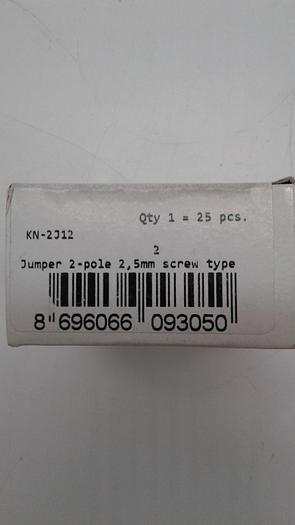 Qty 1 = 25 pcs.
KN-2J12
2
Jumper 2-pole 2,5mm screw type
8 696066 093050